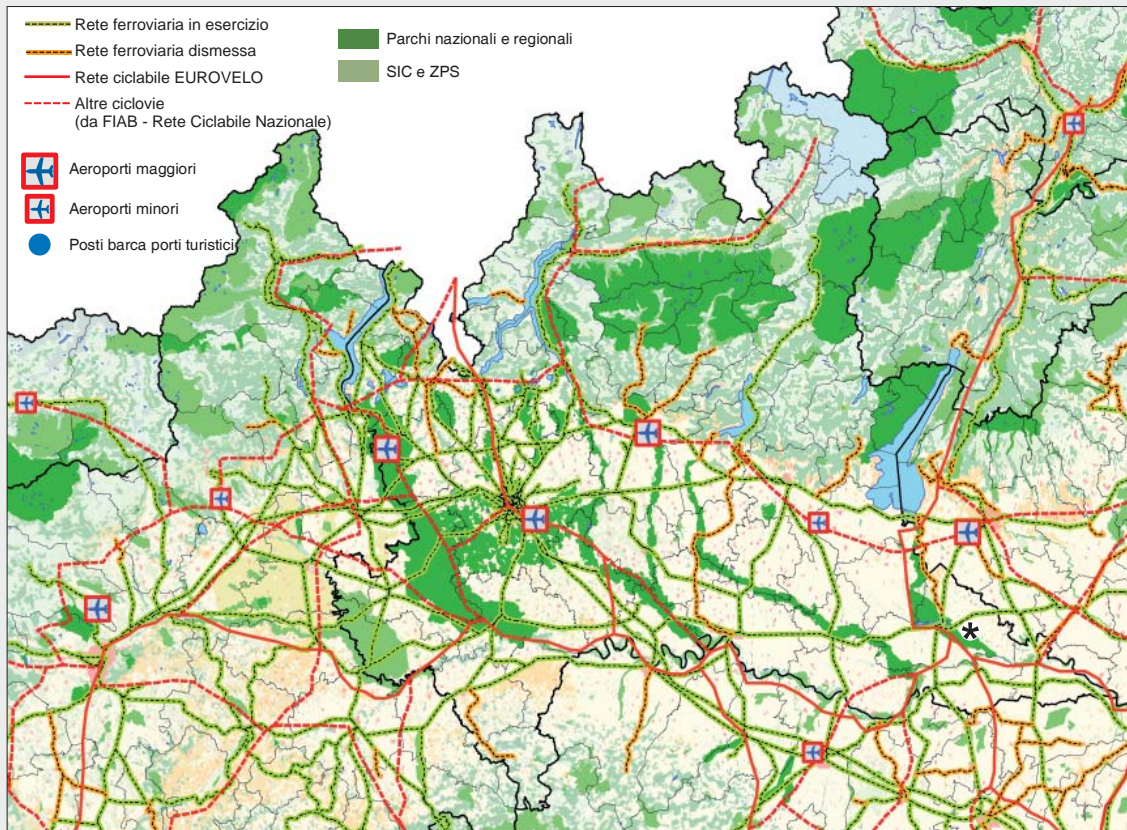 Rete ferroviaria in esercizio
Rete ferroviaria dismessa
Rete ciclabile EUROVELO
Altre ciclovie
(da FIAB - Rete Ciclabile Nazionale)
Aeroporti maggiori
Aeroporti minori
Posti barca porti turistici
Parchi nazionali e regionali
SIC e ZPS
*